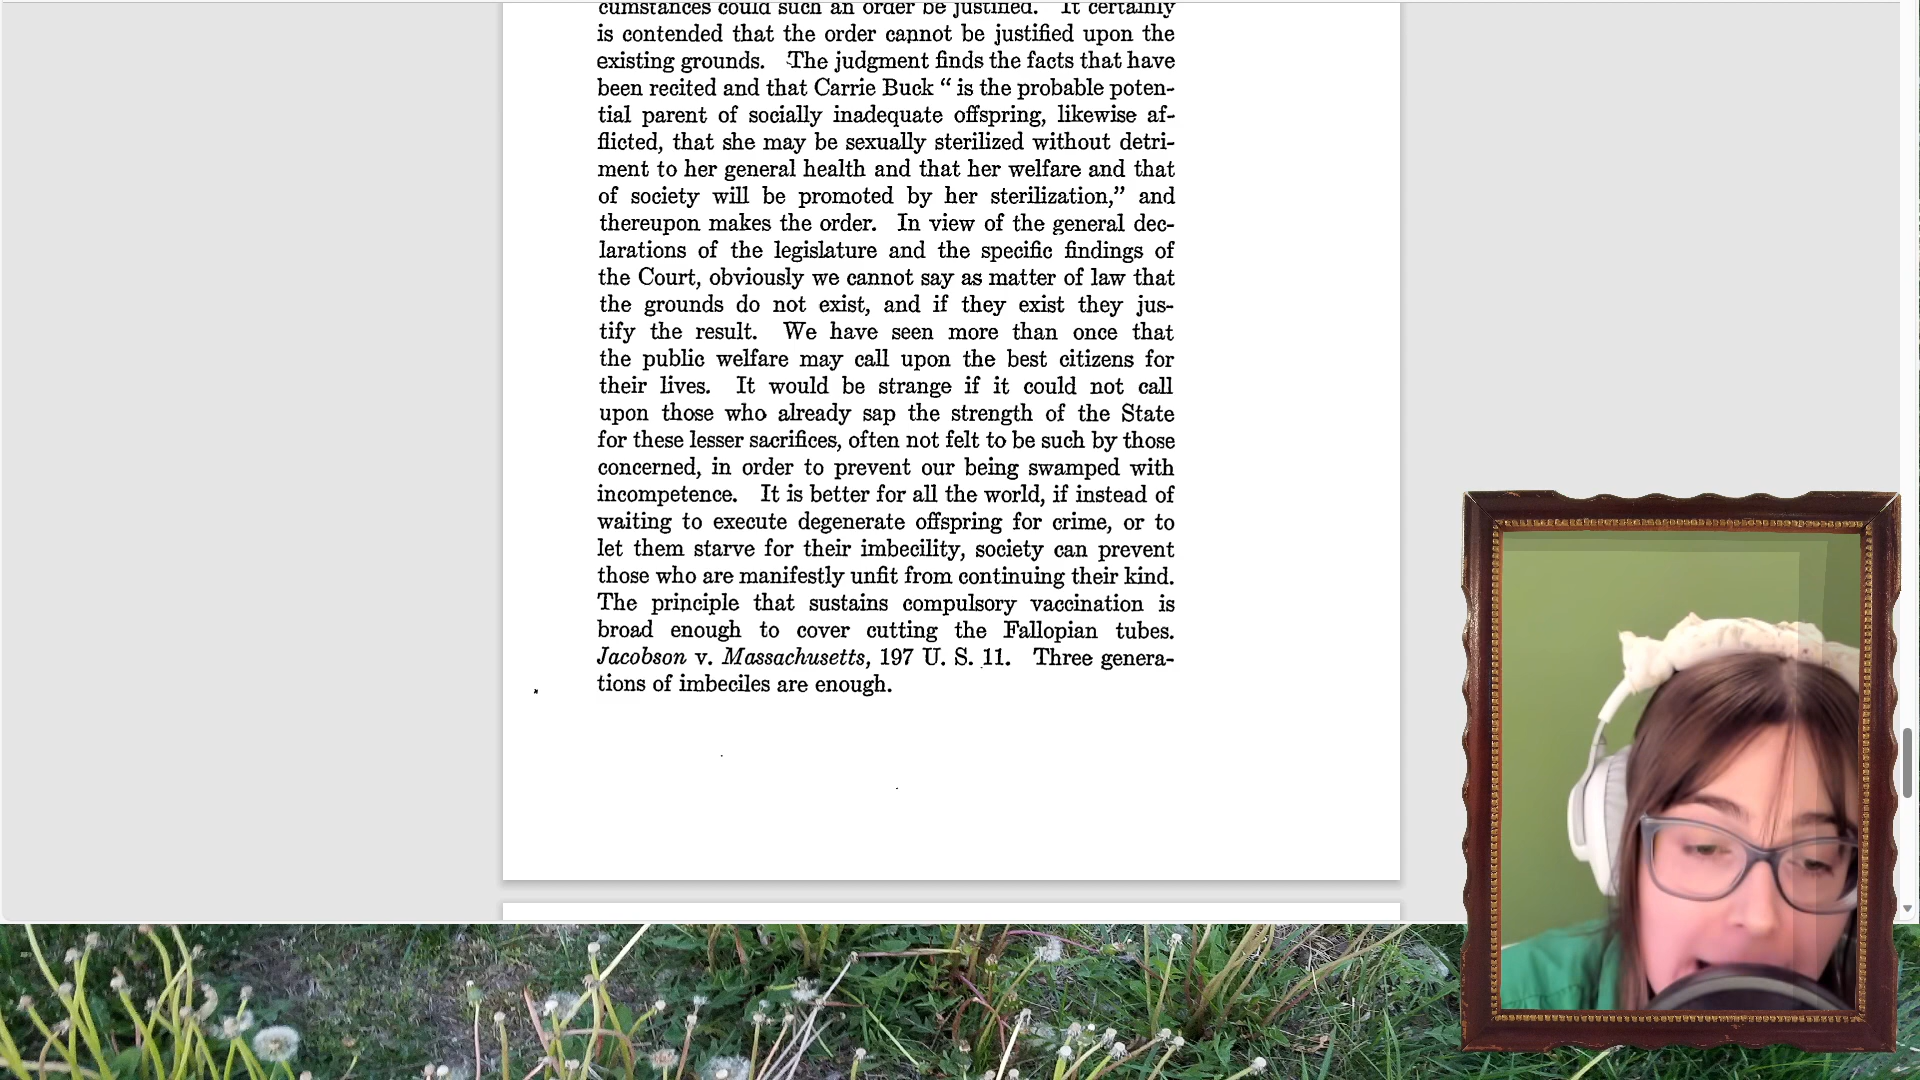 cumstances could such an order be justified. It certainly
is contended that the order cannot be justified upon the
existing grounds. The judgment finds the facts that have
been recited and that Carrie Buck “ is the probable poten-
tial parent of socially inadequate offspring, likewise af-
flicted, that she may be sexually sterilized without detri-
ment to her general health and that her welfare and that
of society will be promoted by her sterilization,” and
thereupon makes the order. In view of the general dec-
larations of the legislature and the specific findings of
the Court, obviously we cannot say as matter of law that
the grounds do not exist, and if they exist they jus-
tify the result. We have seen more than once that
the public welfare may call upon the best citizens for
their lives. It would be strange if it could not call
upon those who already sap the strength of the State
for these lesser sacrifices, often not felt to be such by those
concerned, in order to prevent our being swamped with
incompetence. It is better for all the world, if instead of
waiting to execute degenerate offspring for crime, or to
let them starve for their imbecility, society can prevent
those who are manifestly unfit from continuing their kind.
The principle that sustains compulsory vaccination is
broad enough to cover cutting the Fallopian tubes.
Jacobson v. Massachusetts, 197 U. S. 11. Three genera-
tions of imbeciles are enough.